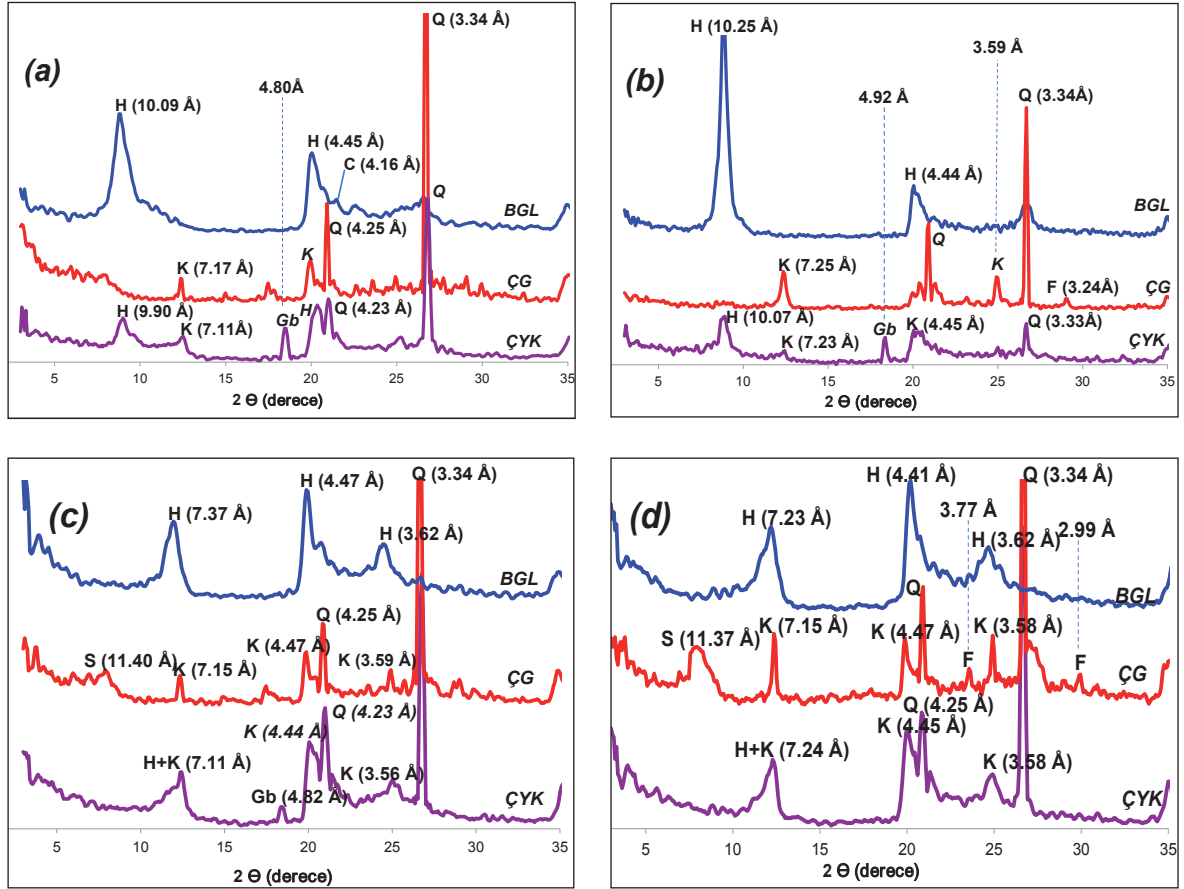 (a)
Q (3.34 Å)
4.80Å
H (10.09 Å)
H (4.45 Å)
C (4.16 Å)
Q
BGL
Q (4.25 Å)
K
K (7.17 Å)
ÇG
H (9.90 Å)
K (7.11Å)
Gb
H
Q (4.23 Å)
ÇYK
5 10 15 20 25 30 35
2 Ɵ (derece)
(b)
H (10.25 Å)
3.59 Å
4.92 Å
Q (3.34Å)
H (4.44 Å)
BGL
Q
K (7.25 Å)
K
F (3.24Å)
ÇG
H (10.07 Å)
K (7.23 Å)
Gb
K (4.45 Å)
Q (3.33Å)
ÇYK
5 10 15 20 25 30 35
2 Ɵ (derece)
(c)
H (4.47 Å)
Q (3.34 Å)
H (7.37 Å)
H (3.62 Å)
BGL
Q (4.25 Å)
S (11.40 Å)
K (7.15 Å)
K (4.47 Å)
K (3.59 Å)
ÇG
Q (4.23 Å)
K (4.44 Å)
H+K (7.11 Å)
K (3.56 Å)
Gb (4.82 Å)
ÇYK
5 10 15 20 25 30 35
2 Ɵ (derece)
(d)
H (4.41 Å)
Q (3.34 Å)
3.77 Å
2.99 Å
H (7.23 Å)
H (3.62 Å)
BGL
Q
S (11.37 Å)
K (7.15 Å)
K (4.47 Å)
K (3.58 Å)
F
F
ÇG
Q (4.25 Å)
K (4.45 Å)
H+K (7.24 Å)
K (3.58 Å)
ÇYK
5 10 15 20 25 30 35
2 Ɵ (derece)